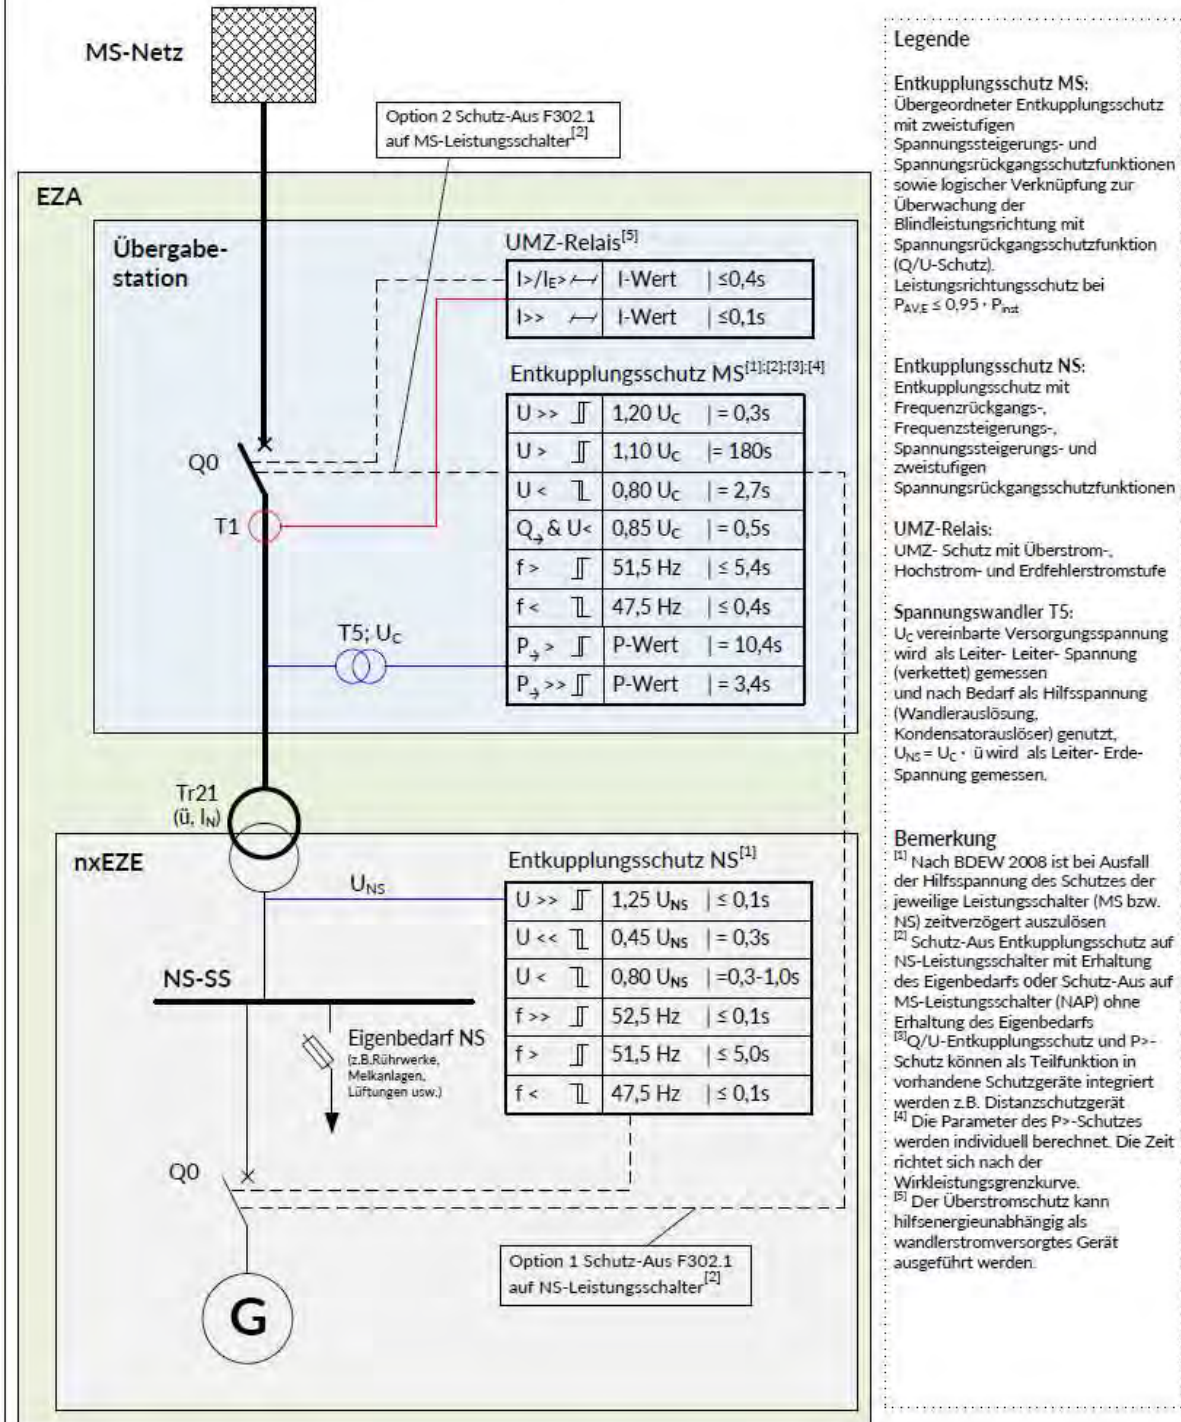 MS-Netz
Option 2 Schutz-Aus F302.1
auf MS-Leistungsschalter[2]
EZA
Übergabe-
station
UMZ-Relais[5]
I>/IE> I-Wert | ≤0,4s
I>> I-Wert | ≤0,1s
Entkupplungsschutz MS[1];[2];[3];[4]
U >> 1,20 UC | = 0,3s
U > 1,10 UC |= 180s
U < 0,80 UC | = 2,7s
Q→ & U< 0,85 UC | = 0,5s
f > 51,5 Hz | ≤ 5,4s
f < 47,5 Hz | ≤ 0,4s
P→ > P-Wert | = 10,4s
P→ >> P-Wert | = 3,4s
Q0
T1
T5; UC
Tr21
(ü, IN)
nxEZE
UNS
Entkupplungsschutz NS[1]
U >> 1,25 UNS | ≤ 0,1s
U << 0,45 UNS | = 0,3s
U < 0,80 UNS |=0,3-1,0s
f >> 52,5 Hz | ≤ 0,1s
f > 51,5 Hz | ≤ 5,0s
f < 47,5 Hz | ≤ 0,1s
NS-SS
Eigenbedarf NS
(z.B.Rührwerke,
Melkanlagen,
Lüftungen usw.)
Q0
Option 1 Schutz-Aus F302.1
auf NS-Leistungsschalter[2]
G
Legende
Entkupplungsschutz MS:
Übergeordneter Entkupplungsschutz
mit zweistufigen
Spannungssteigerungs- und
Spannungsrückgangsschutzfunktionen
sowie logischer Verknüpfung zur
Überwachung der
Blindleistungsrichtung mit
Spannungsrückgangsschutzfunktion
(Q/U-Schutz).
Leistungsrichtungsschutz bei
PAV,E ≤ 0,95 · Pinst
Entkupplungsschutz NS:
Entkupplungsschutz mit
Frequenzrückgangs-,
Frequenzsteigerungs-,
Spannungssteigerungs- und
zweistufigen
Spannungsrückgangsschutzfunktionen
UMZ-Relais:
UMZ- Schutz mit Überstrom-,
Hochstrom- und Erdfehlerstromstufe
Spannungswandler T5:
UC vereinbarte Versorgungsspannung
wird als Leiter- Leiter- Spannung
(verkettet) gemessen
und nach Bedarf als Hilfsspannung
(Wandlerauslösung,
Kondensatorauslöser) genutzt,
UNS = UC · ü wird als Leiter- Erde-
Spannung gemessen.
Bemerkung
[1] Nach BDEW 2008 ist bei Ausfall
der Hilfsspannung des Schutzes der
jeweilige Leistungsschalter (MS bzw.
NS) zeitverzögert auszulösen
[2] Schutz-Aus Entkupplungsschutz auf
NS-Leistungsschalter mit Erhaltung
des Eigenbedarfs oder Schutz-Aus auf
MS-Leistungsschalter (NAP) ohne
Erhaltung des Eigenbedarfs
[3]Q/U-Entkupplungsschutz und P>-
Schutz können als Teilfunktion in
vorhandene Schutzgeräte integriert
werden z.B. Distanzschutzgerät
[4] Die Parameter des P>-Schutzes
werden individuell berechnet. Die Zeit
richtet sich nach der
Wirkleistungsgrenzkurve.
[5] Der Überstromschutz kann
hilfsenergieunabhängig als
wandlerstromversorgtes Gerät
ausgeführt werden.